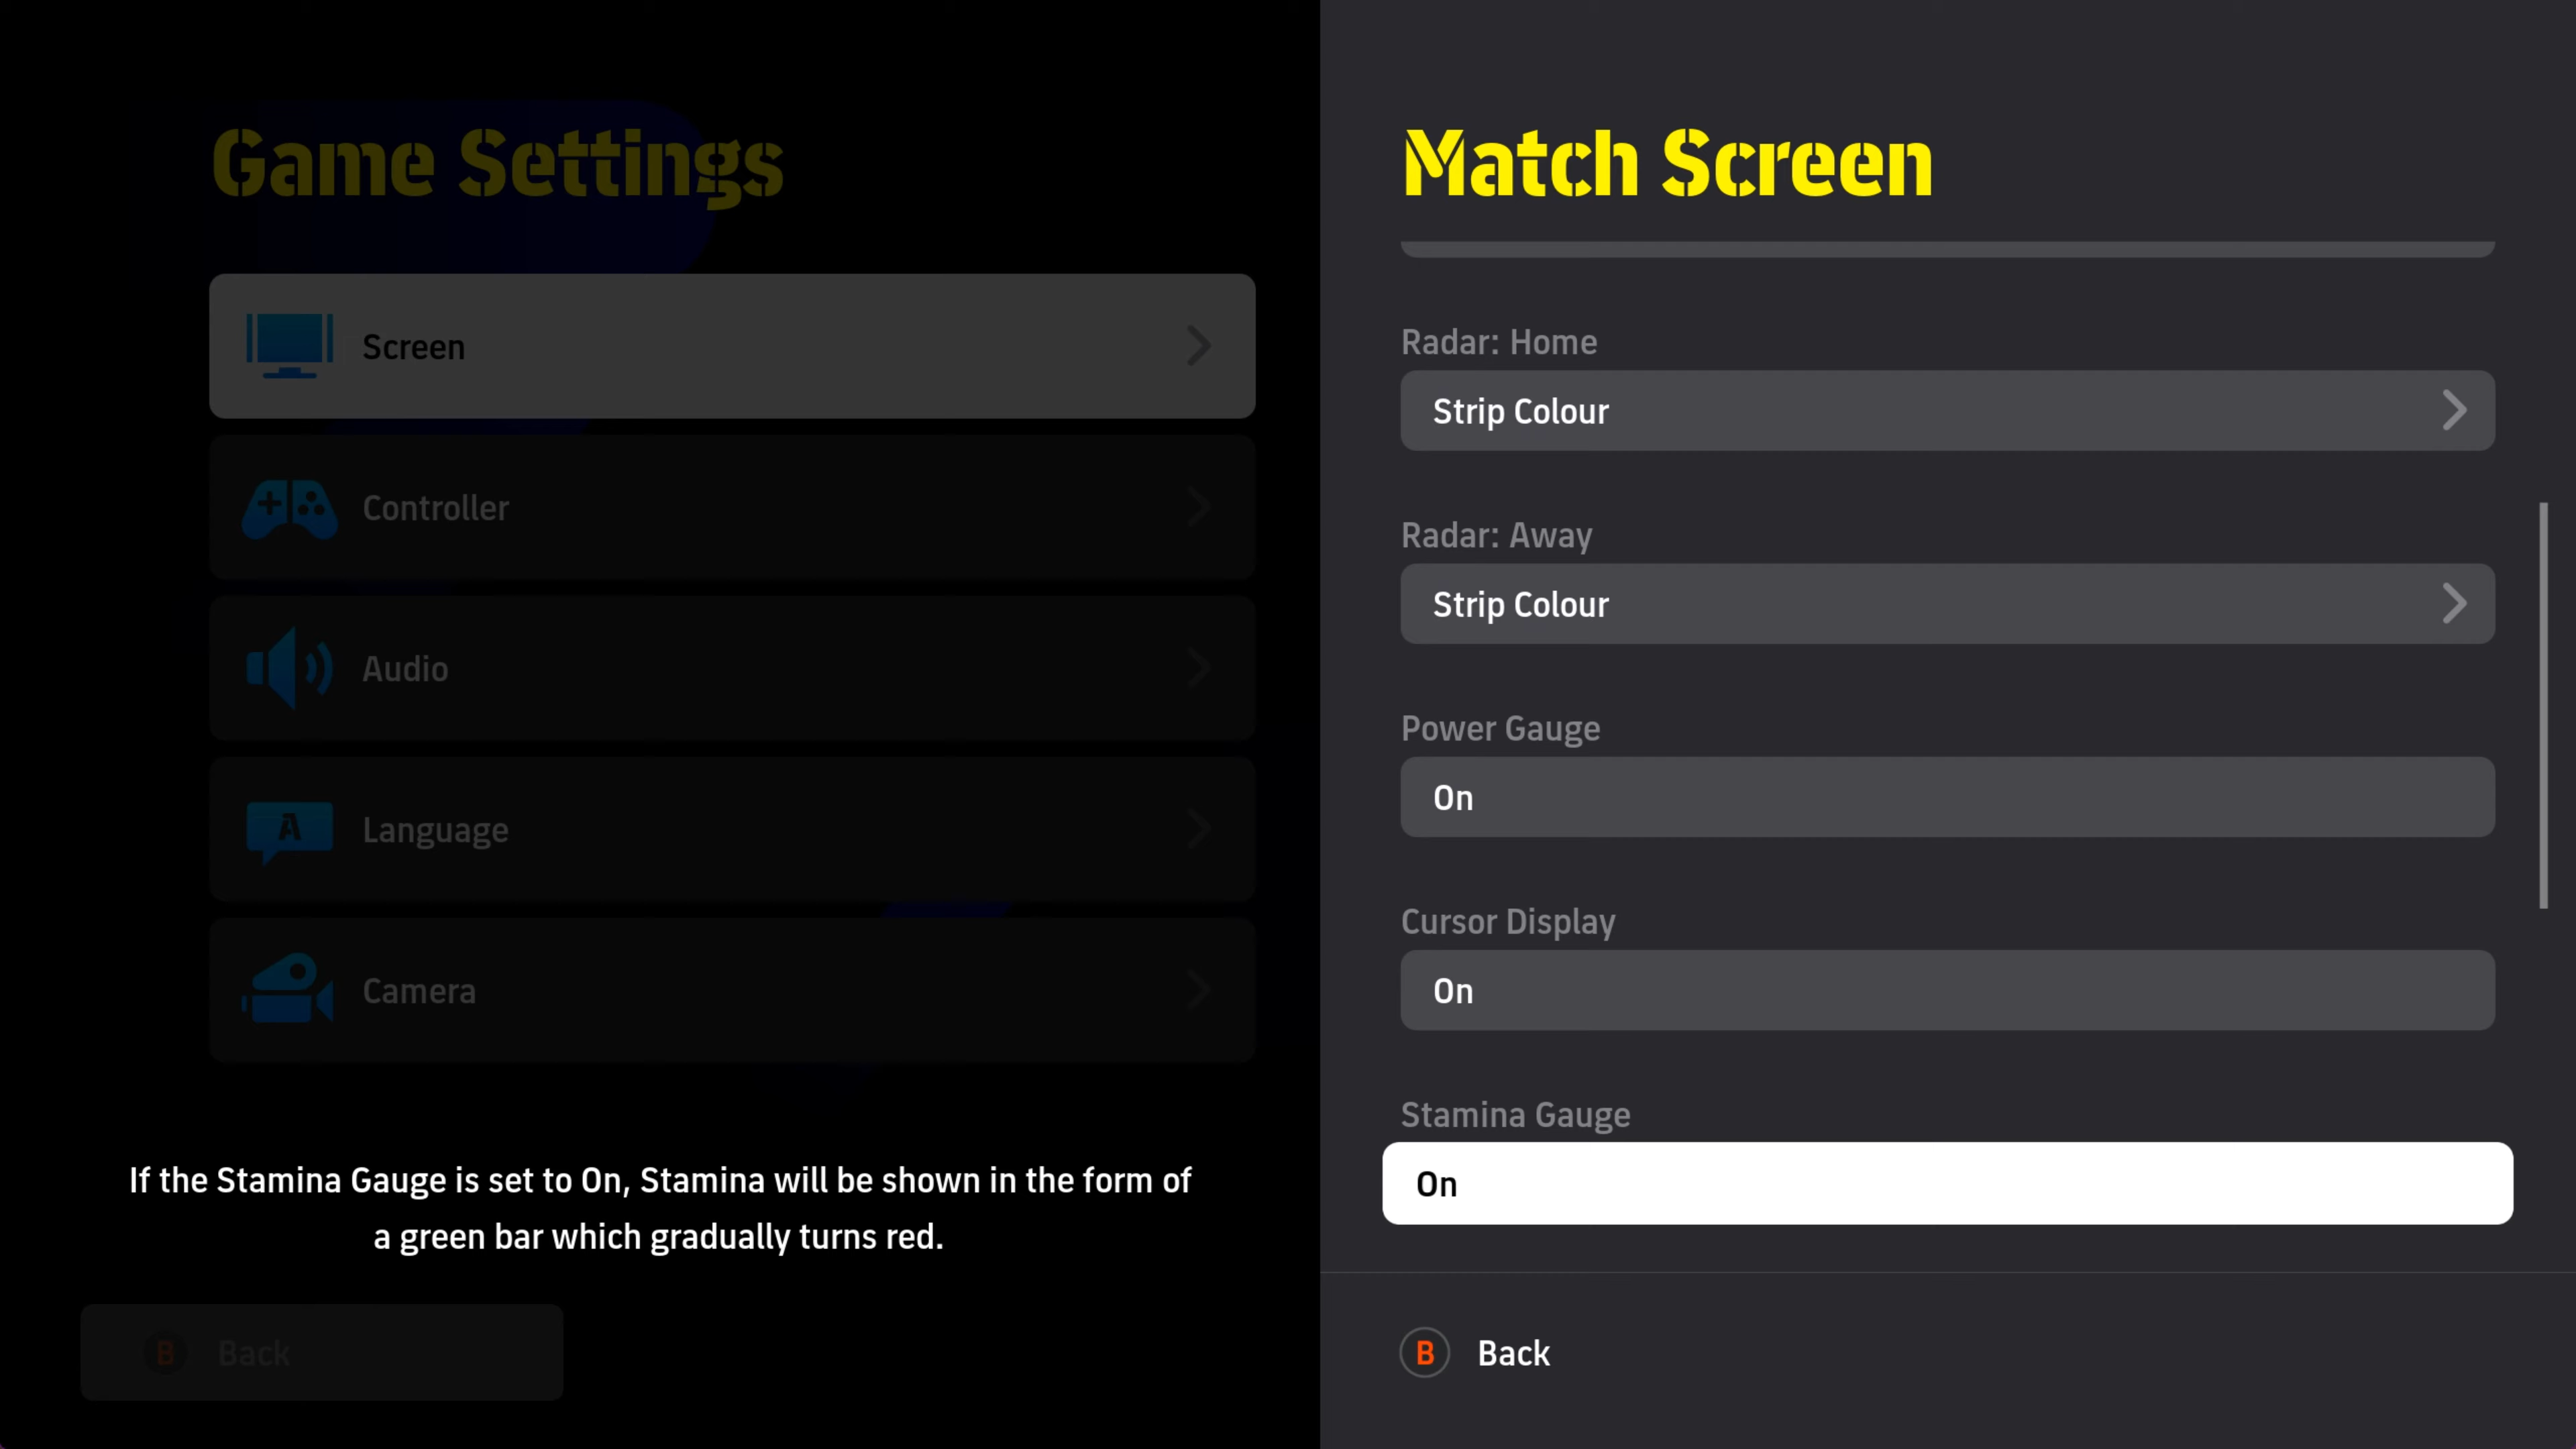 Game Settings
Screen
Controller
Audio
A
Language
Camera
If the Stamina Gauge is set to On, Stamina will be shown in the form of
a green bar which gradually turns red.
B Back
Match Screen
Radar: Home
Strip Colour
Radar: Away
Strip Colour
Power Gauge
On
Cursor Display
On
Stamina Gauge
On
B Back